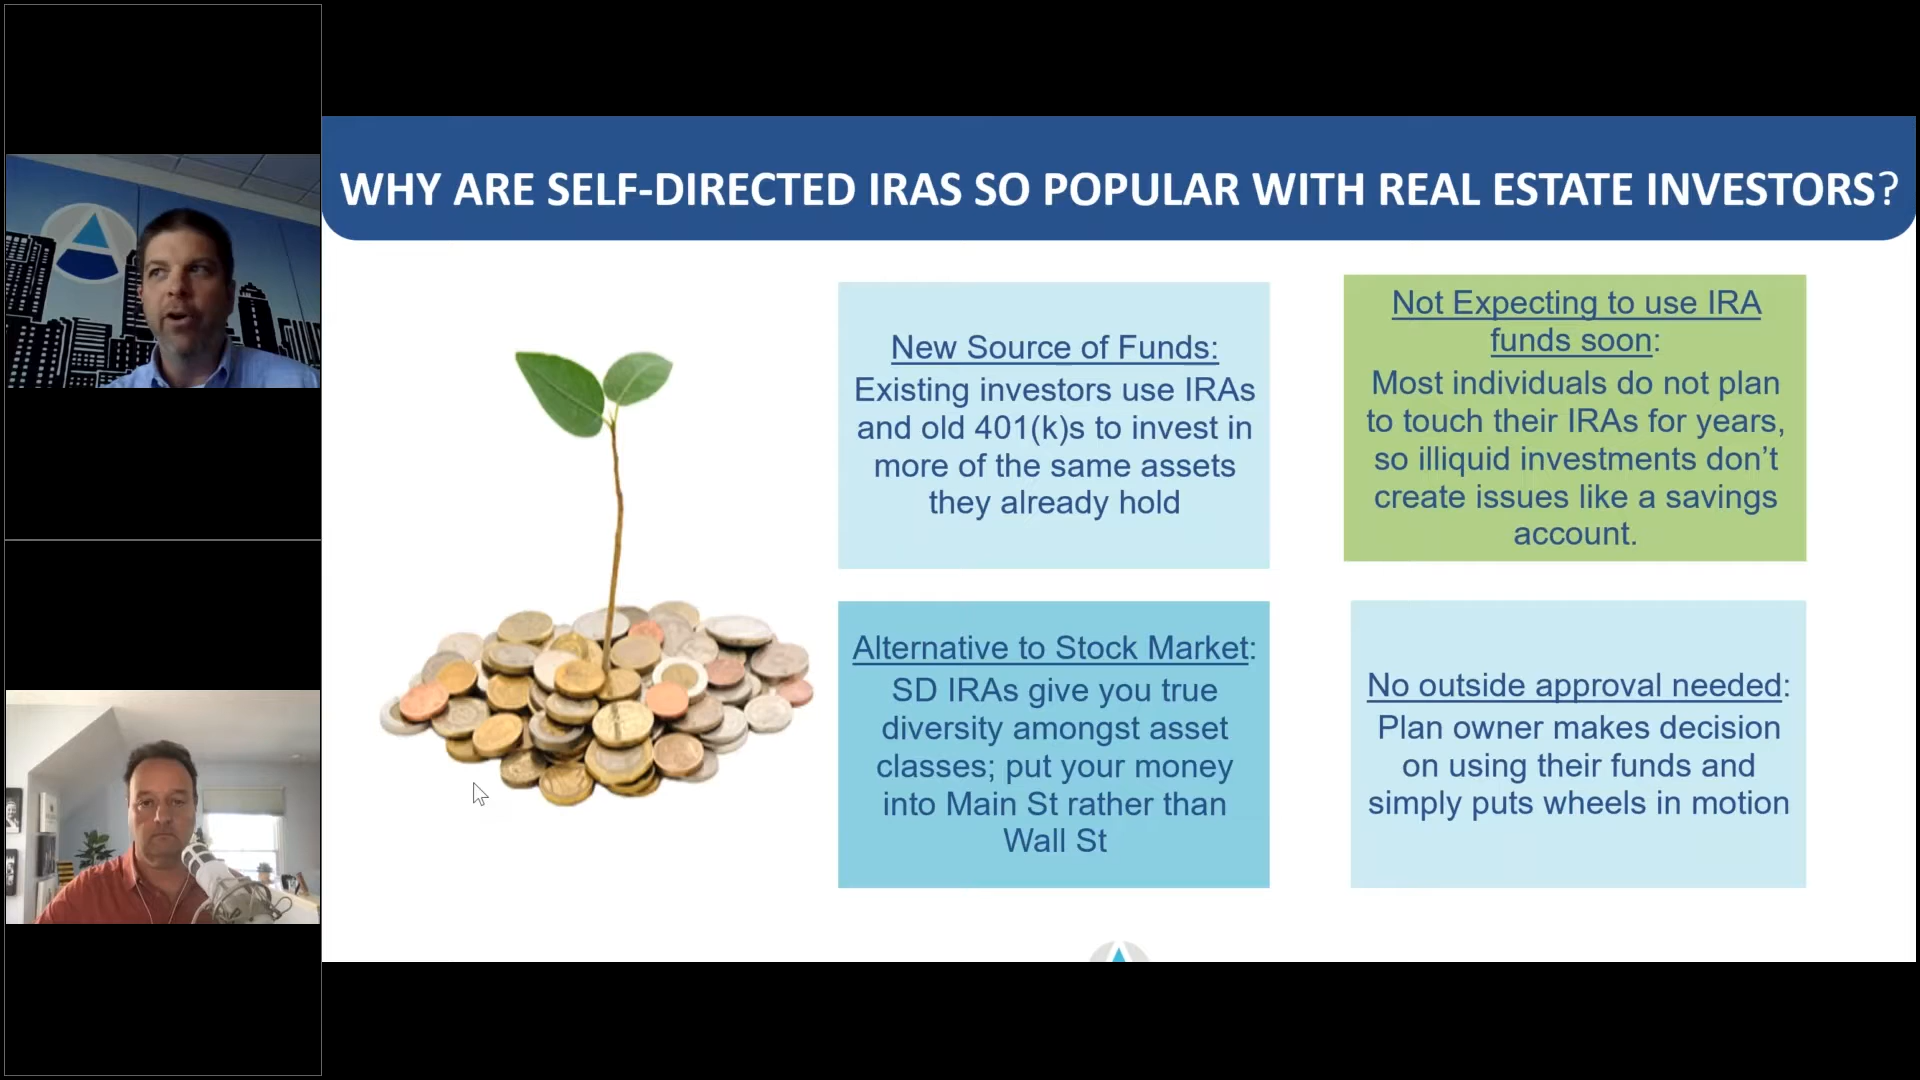 WHY ARE SELF-DIRECTED IRAS SO POPULAR WITH REAL ESTATE INVESTORS?
New Source of Funds:
Existing investors use IRAs
and old 401(k)s to invest in
more of the same assets
they already hold
Not Expecting to use IRA
funds soon:
Most individuals do not plan
to touch their IRAs for years,
so illiquid investments don’t
create issues like a savings
account.
Alternative to Stock Market:
SD IRAs give you true
diversity amongst asset
classes; put your money
into Main St rather than
Wall St
No outside approval needed:
Plan owner makes decision
on using their funds and
simply puts wheels in motion